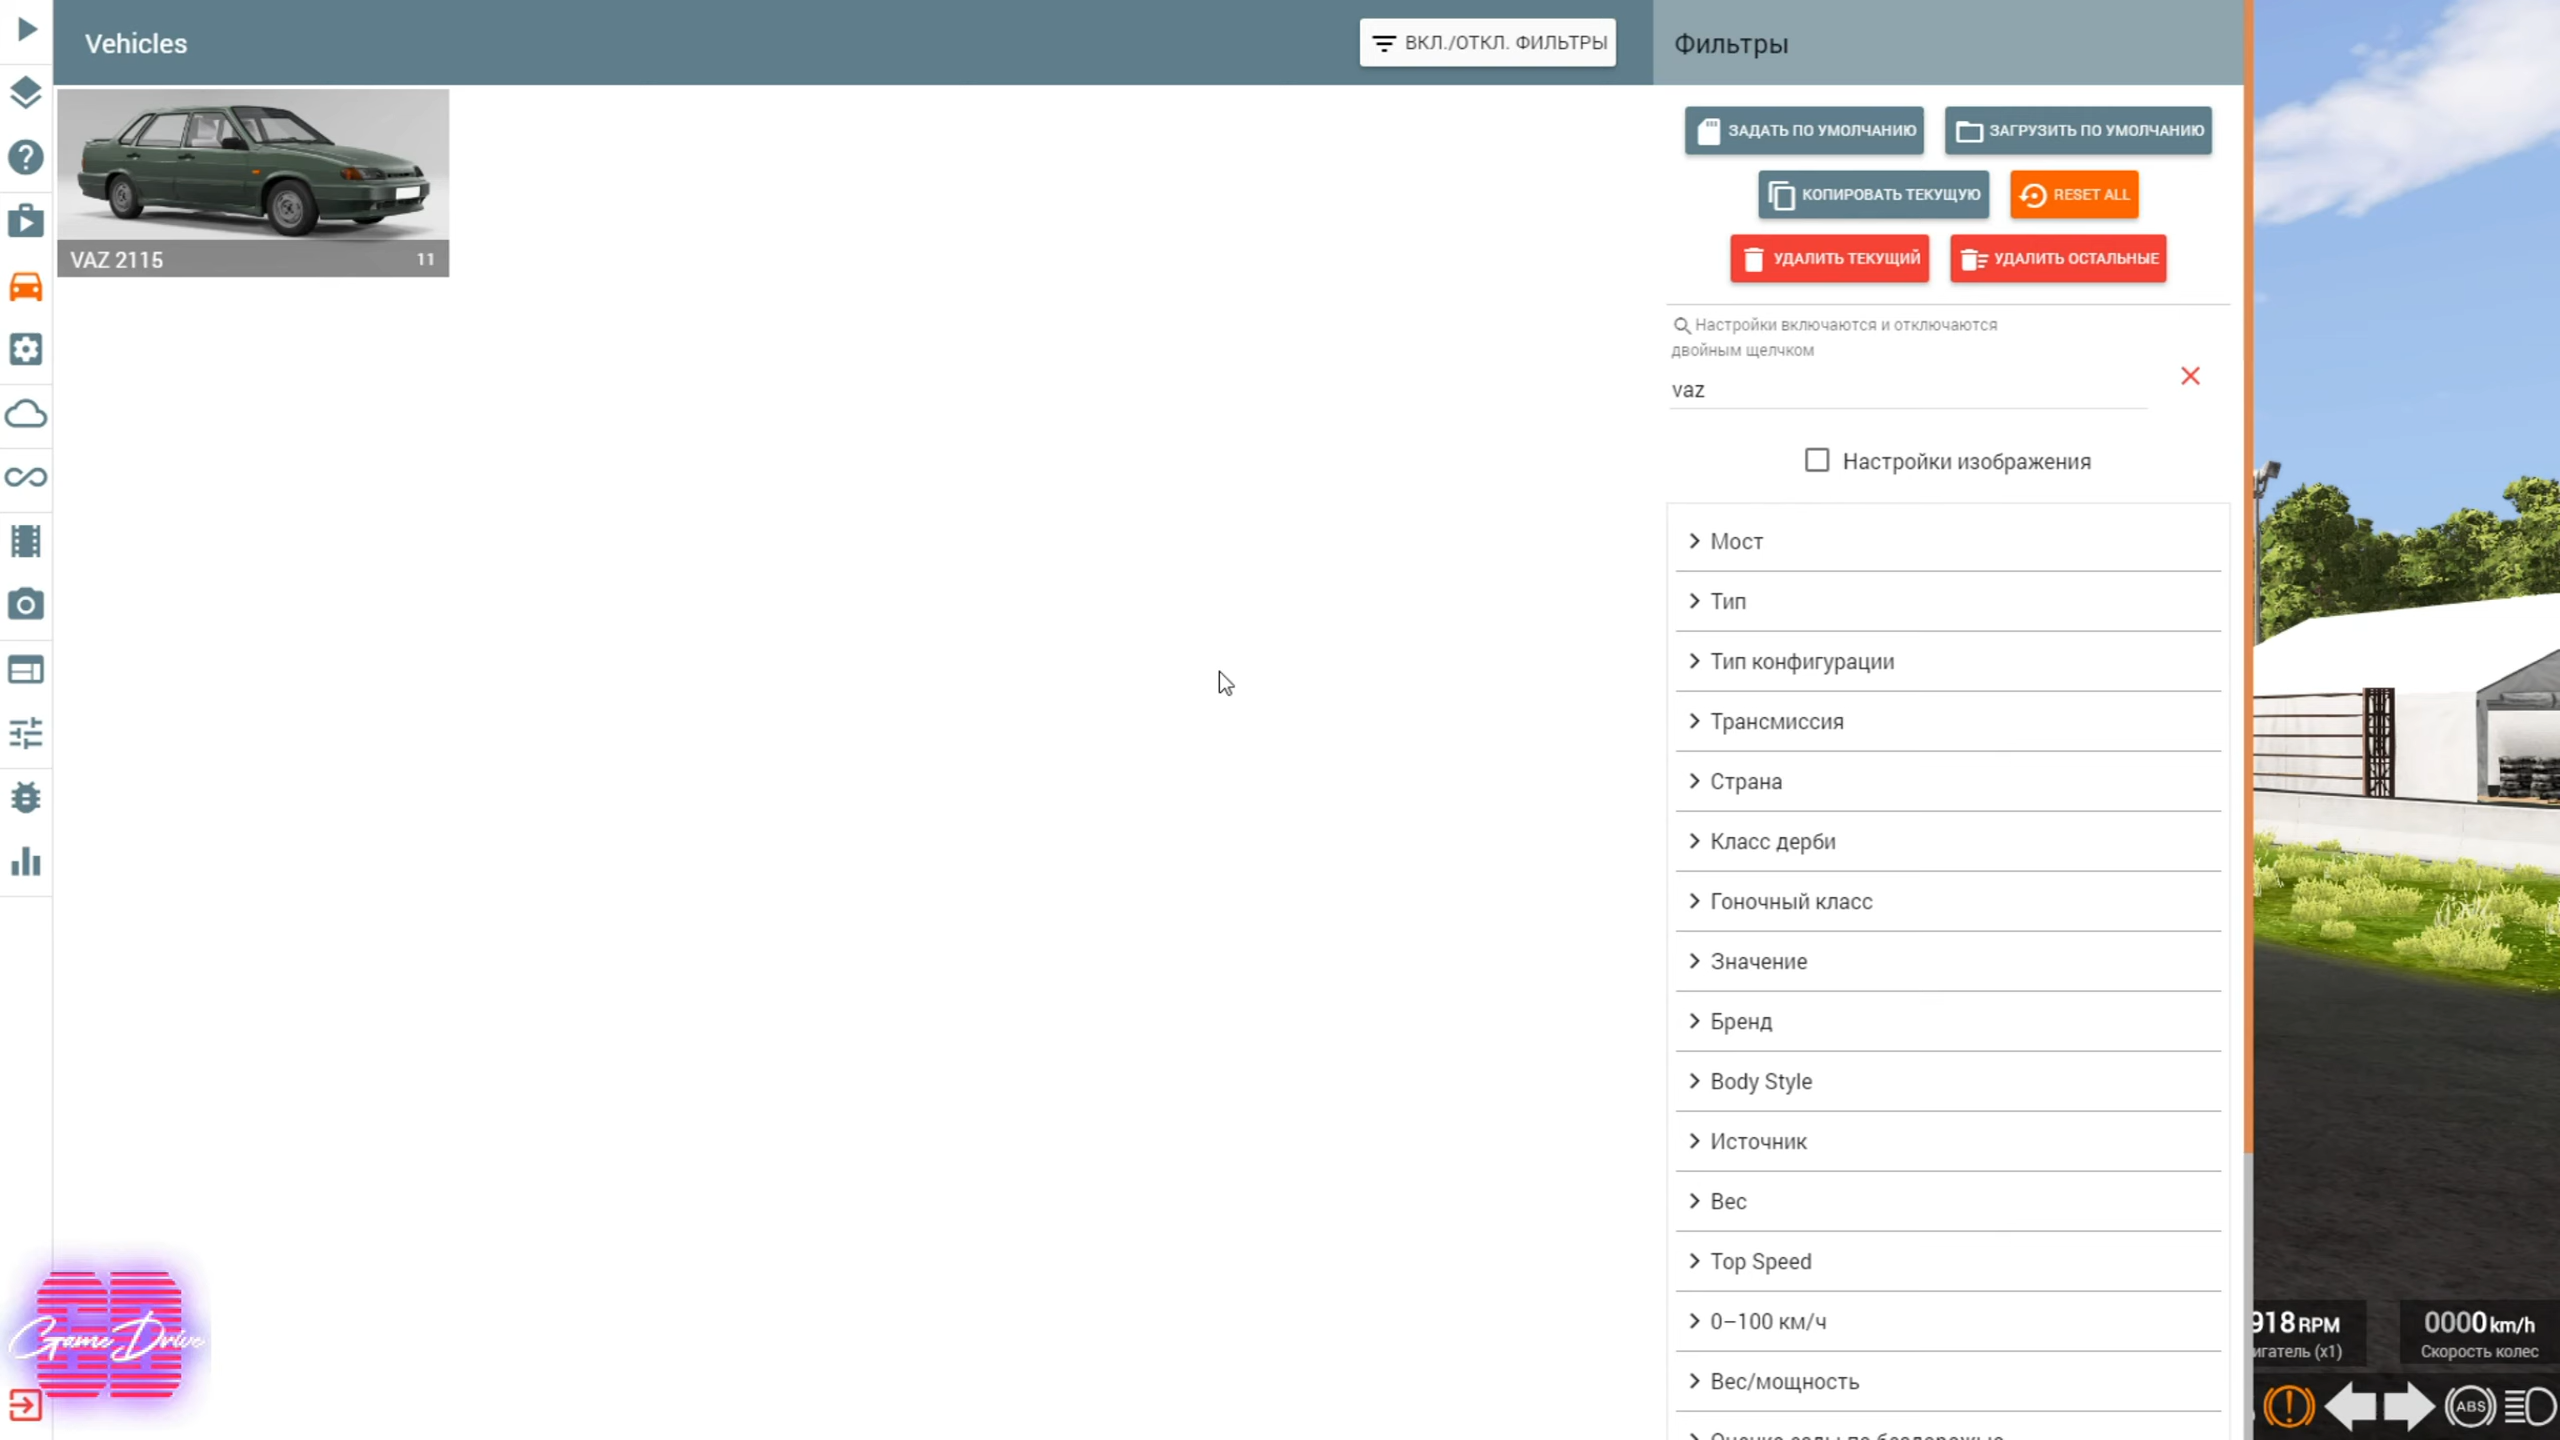 Vehicles
ВКЛ./ОТКЛ. ФИЛЬТРЫ
VAZ 2115
11
Фильтры
ЗАДАТЬ ПО УМОЛЧАНИЮ
ЗАГРУЗИТЬ ПО УМОЛЧАНИЮ
КОПИРОВАТЬ ТЕКУЩУЮ
RESET ALL
УДАЛИТЬ ТЕКУЩИЙ
УДАЛИТЬ ОСТАЛЬНЫЕ
Настройки включаются и отключаются
двойным щелчком
vaz
Настройки изображения
Мост
Тип
Тип конфигурации
Трансмиссия
Страна
Класс дерби
Гоночный класс
Значение
Бренд
Body Style
Источник
Вес
Top Speed
0–100 км/ч
Вес/мощность
Game Drive
918 RPM
игатель (x1)
0000 km/h
Скорость колес
ABS